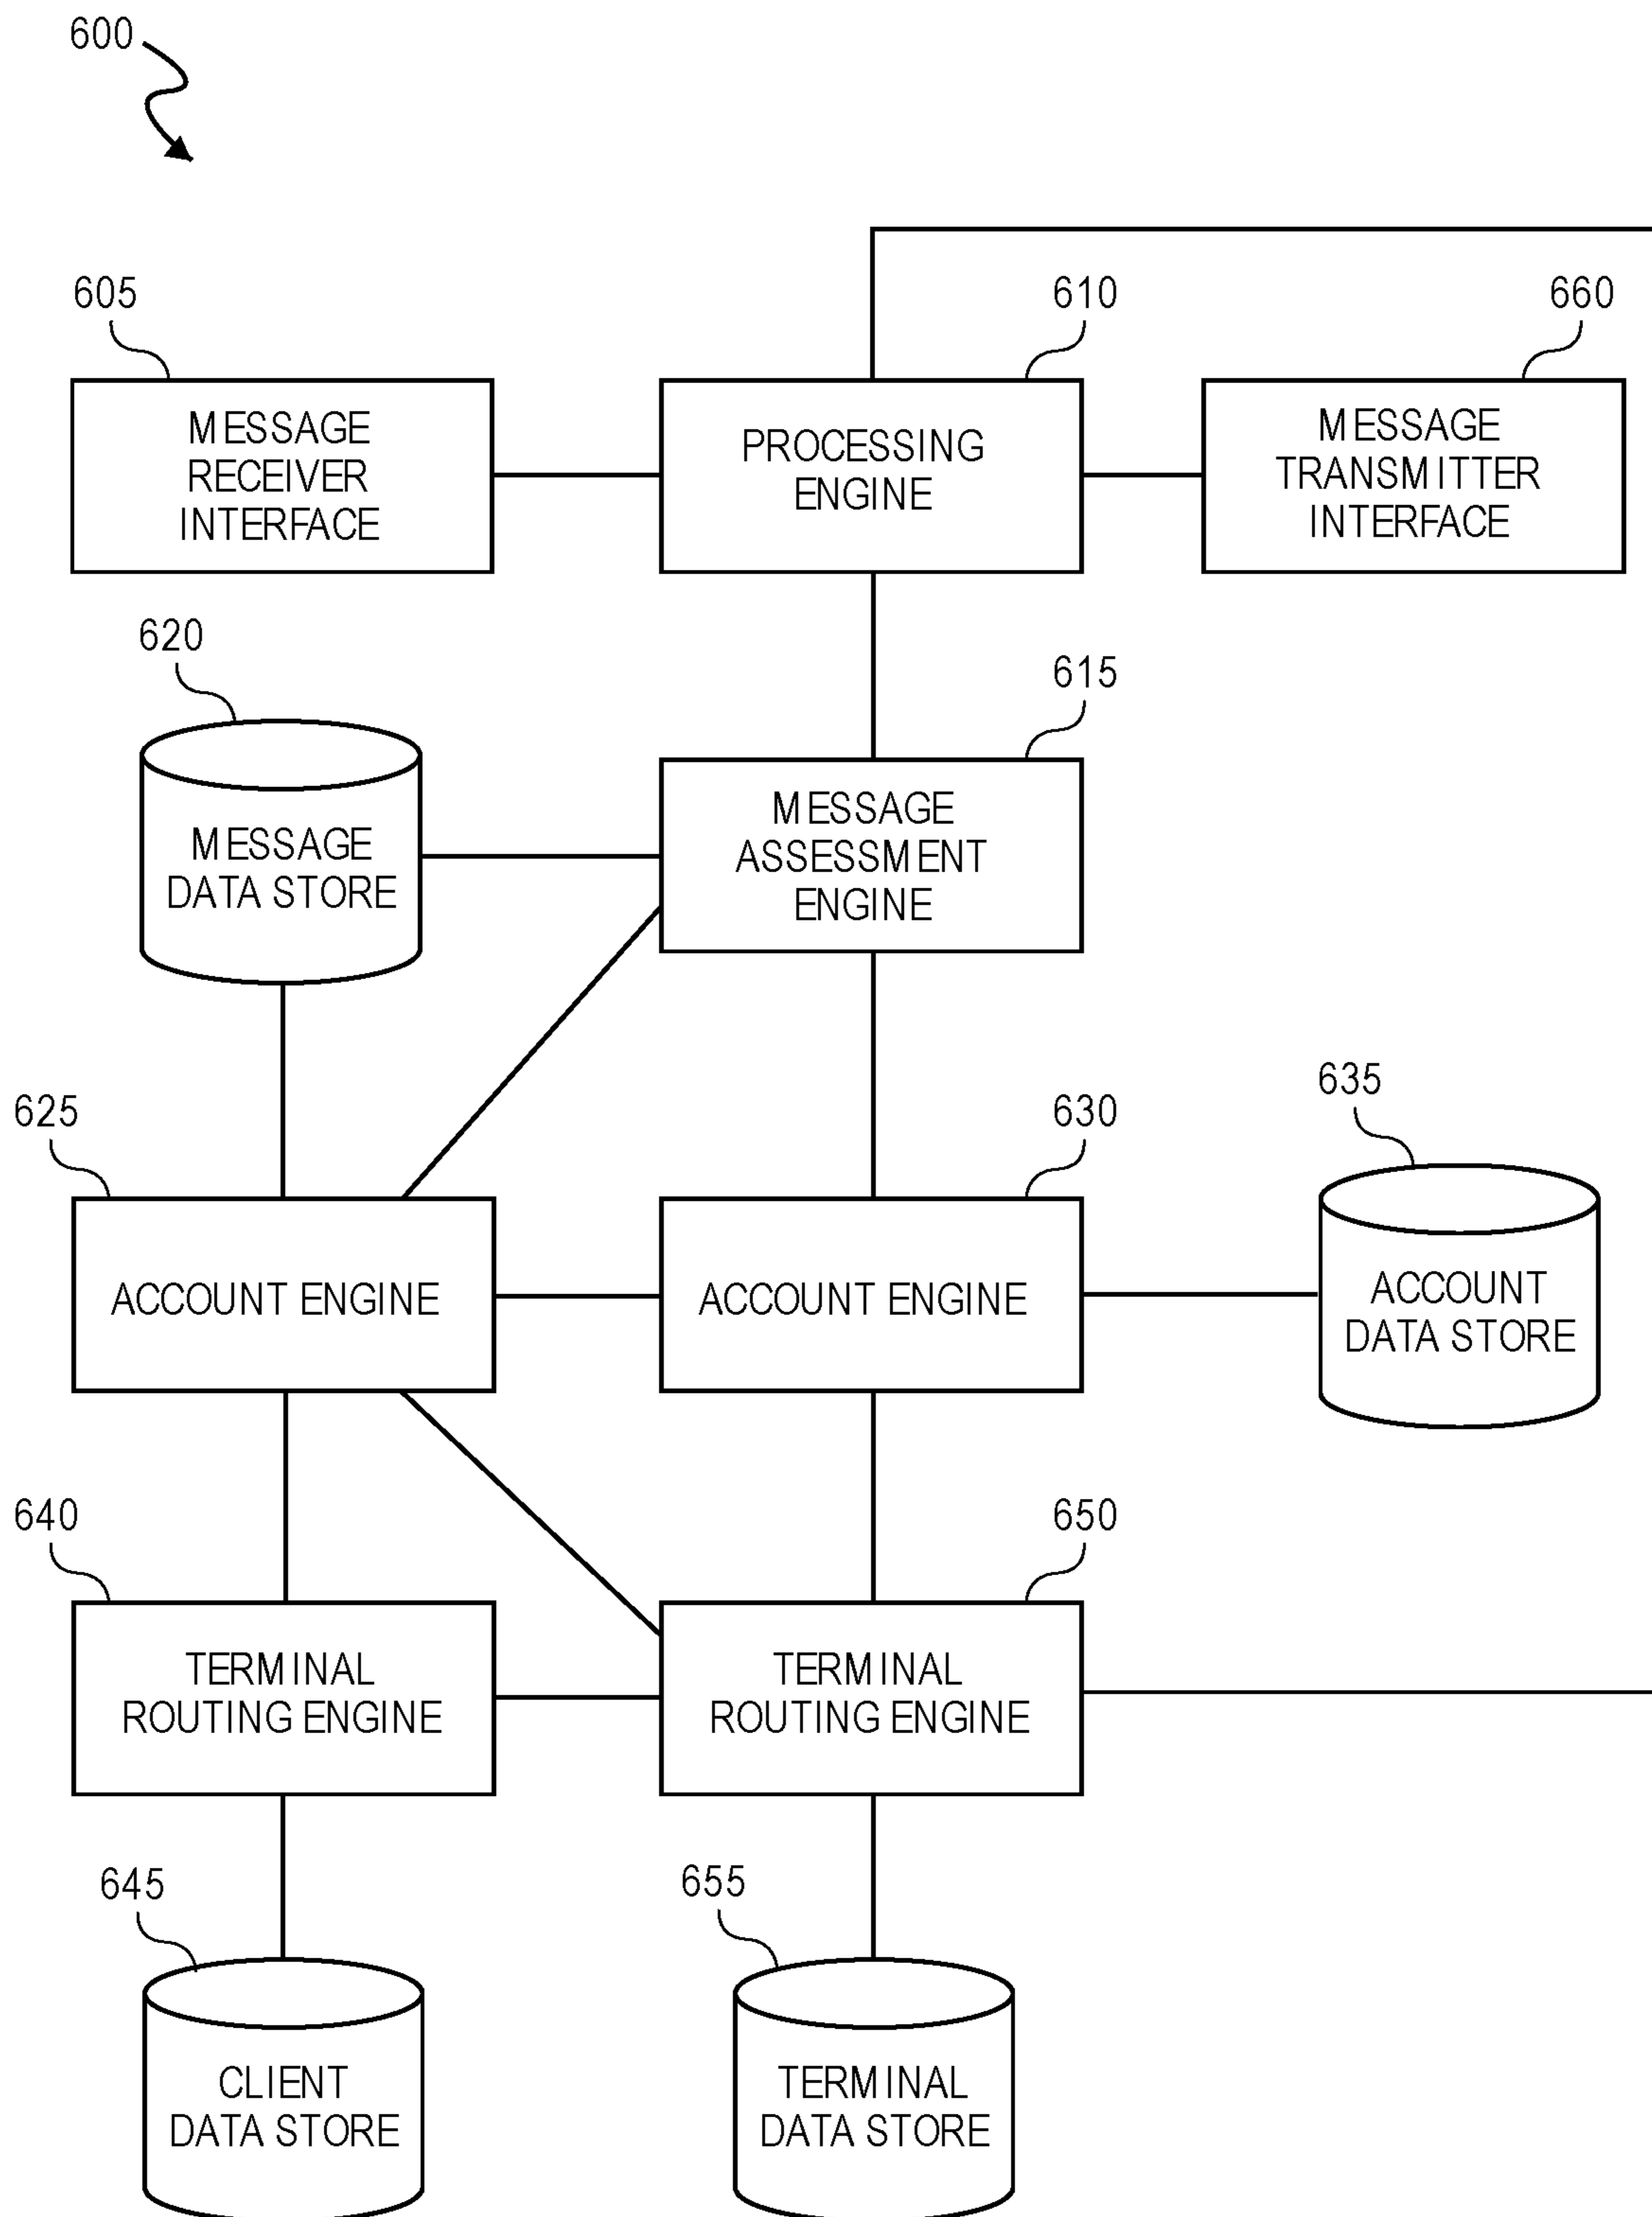 600
605
610
660
MESSAGE
RECEIVER
INTERFACE
PROCESSING
ENGINE
MESSAGE
TRANSMITTER
INTERFACE
620
615
MESSAGE
DATA STORE
MESSAGE
ASSESSMENT
ENGINE
625
630
635
ACCOUNT ENGINE
ACCOUNT ENGINE
ACCOUNT
DATA STORE
640
650
TERMINAL
ROUTING ENGINE
TERMINAL
ROUTING ENGINE
645
655
CLIENT
DATA STORE
TERMINAL
DATA STORE